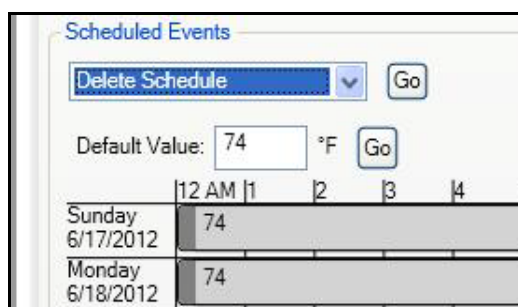 Scheduled Events
Delete Schedule Go
Default Value: 74 °F Go
12 AM 1 2 3 4
Sunday 74
6/17/2012
Monday 74
6/18/2012